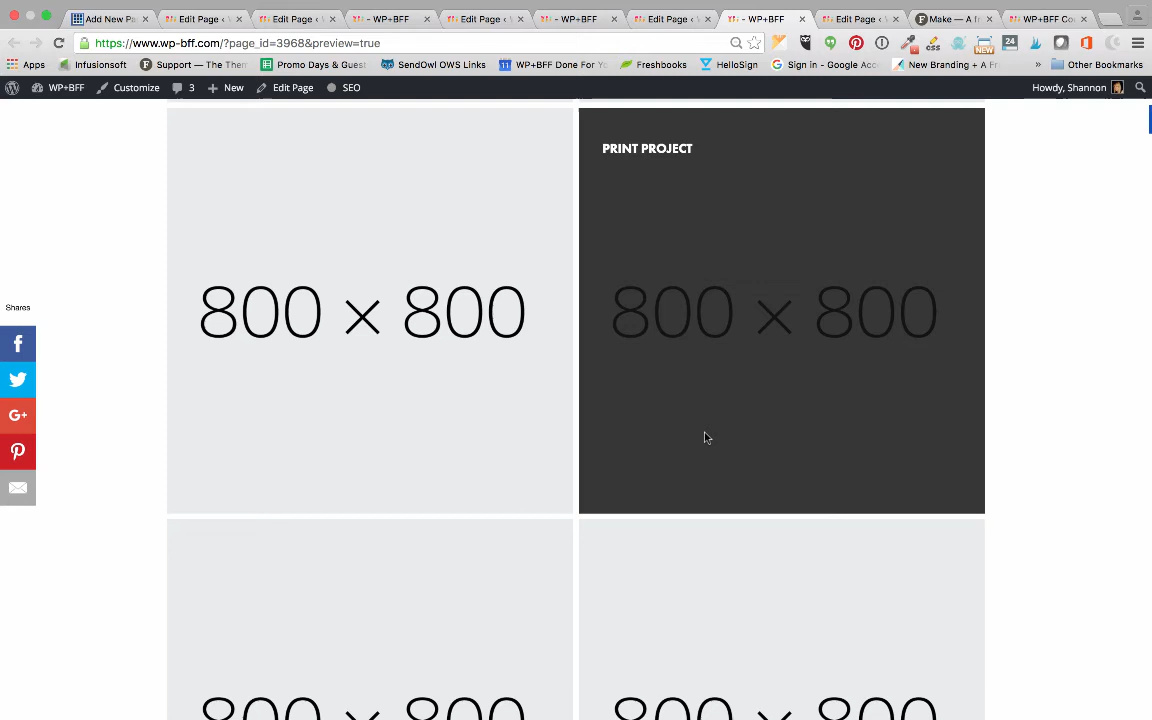 Add New Pa Edit Page ‹ Edit Page ‹ - WP+BFF Edit Page ‹ - WP+BFF Edit Page ‹ - WP+BFF Edit Page ‹ Make — A fr WP+BFF Co
https://www.wp-bff.com/?page_id=3968&preview=true
Apps Infusionsoft Support — The Them Promo Days & Guest SendOwl OWS Links WP+BFF Done For Yo Freshbooks HelloSign Sign in - Google Acc New Branding + A Fr » Other Bookmarks
WP+BFF Customize 3 + New Edit Page SEO Howdy, Shannon
PRINT PROJECT
800 × 800 800 × 800
Shares
800 × 800 800 × 800